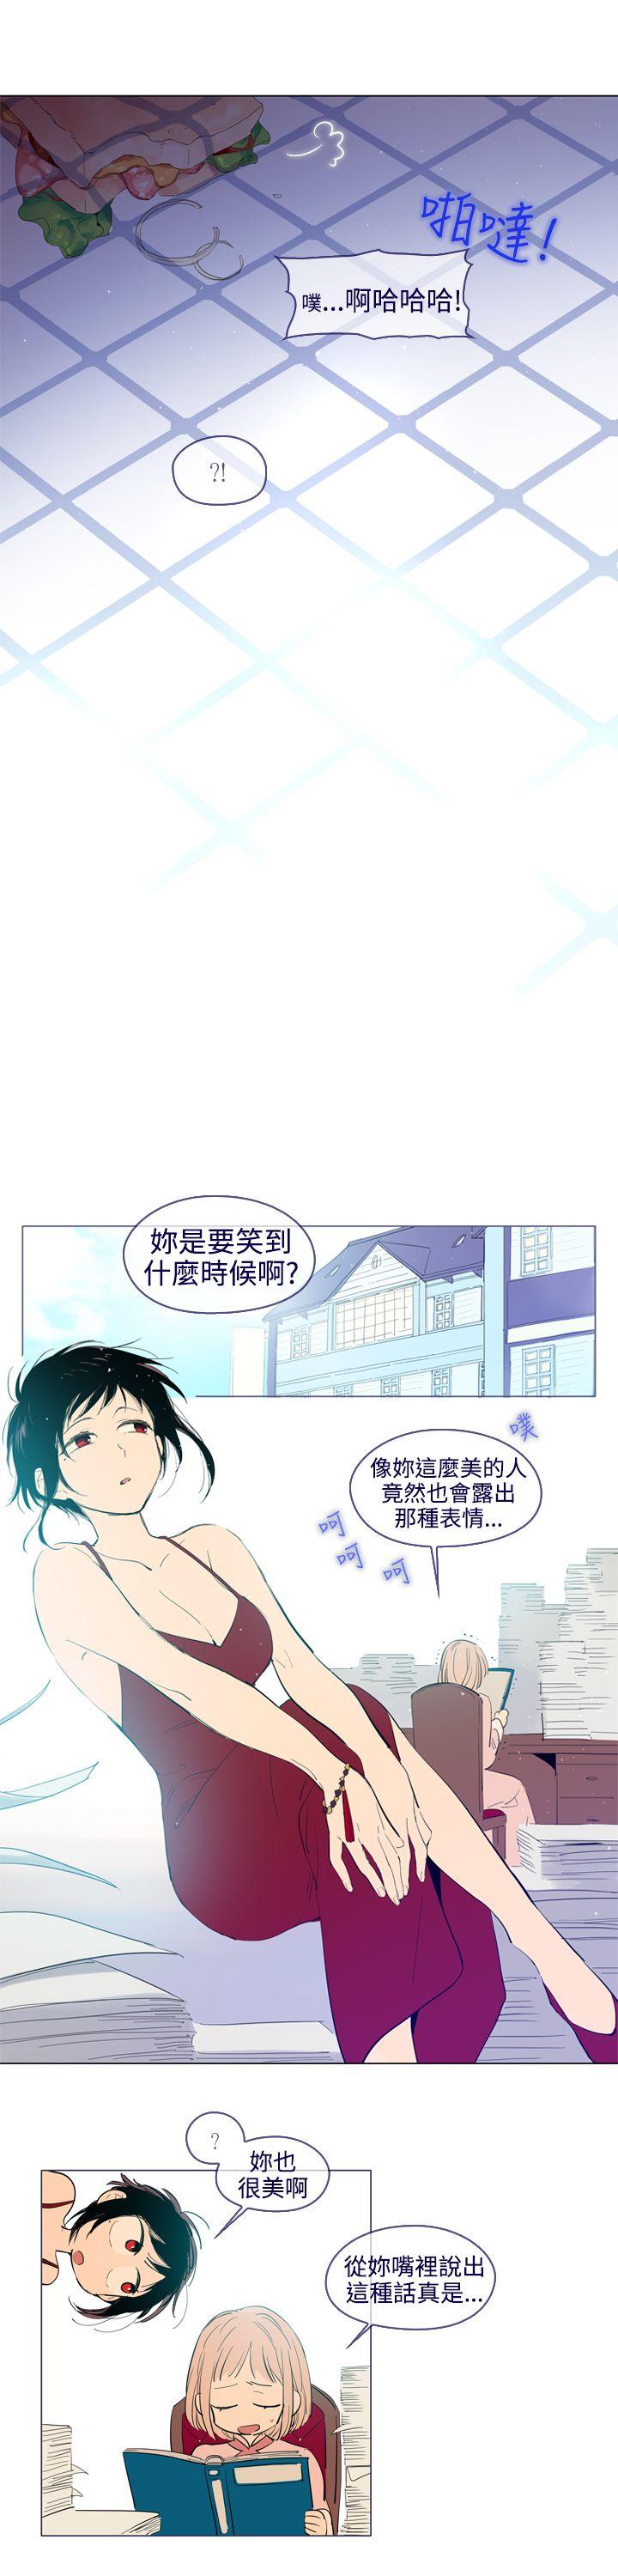 啪噠!
噗...啊哈哈哈!
?!
妳是要笑到
什麼時候啊?
噗
像妳這麼美的人
竟然也會露出
那種表情...
呵
呵
呵
?
妳也
很美啊
從妳嘴裡說出
這種話真是...